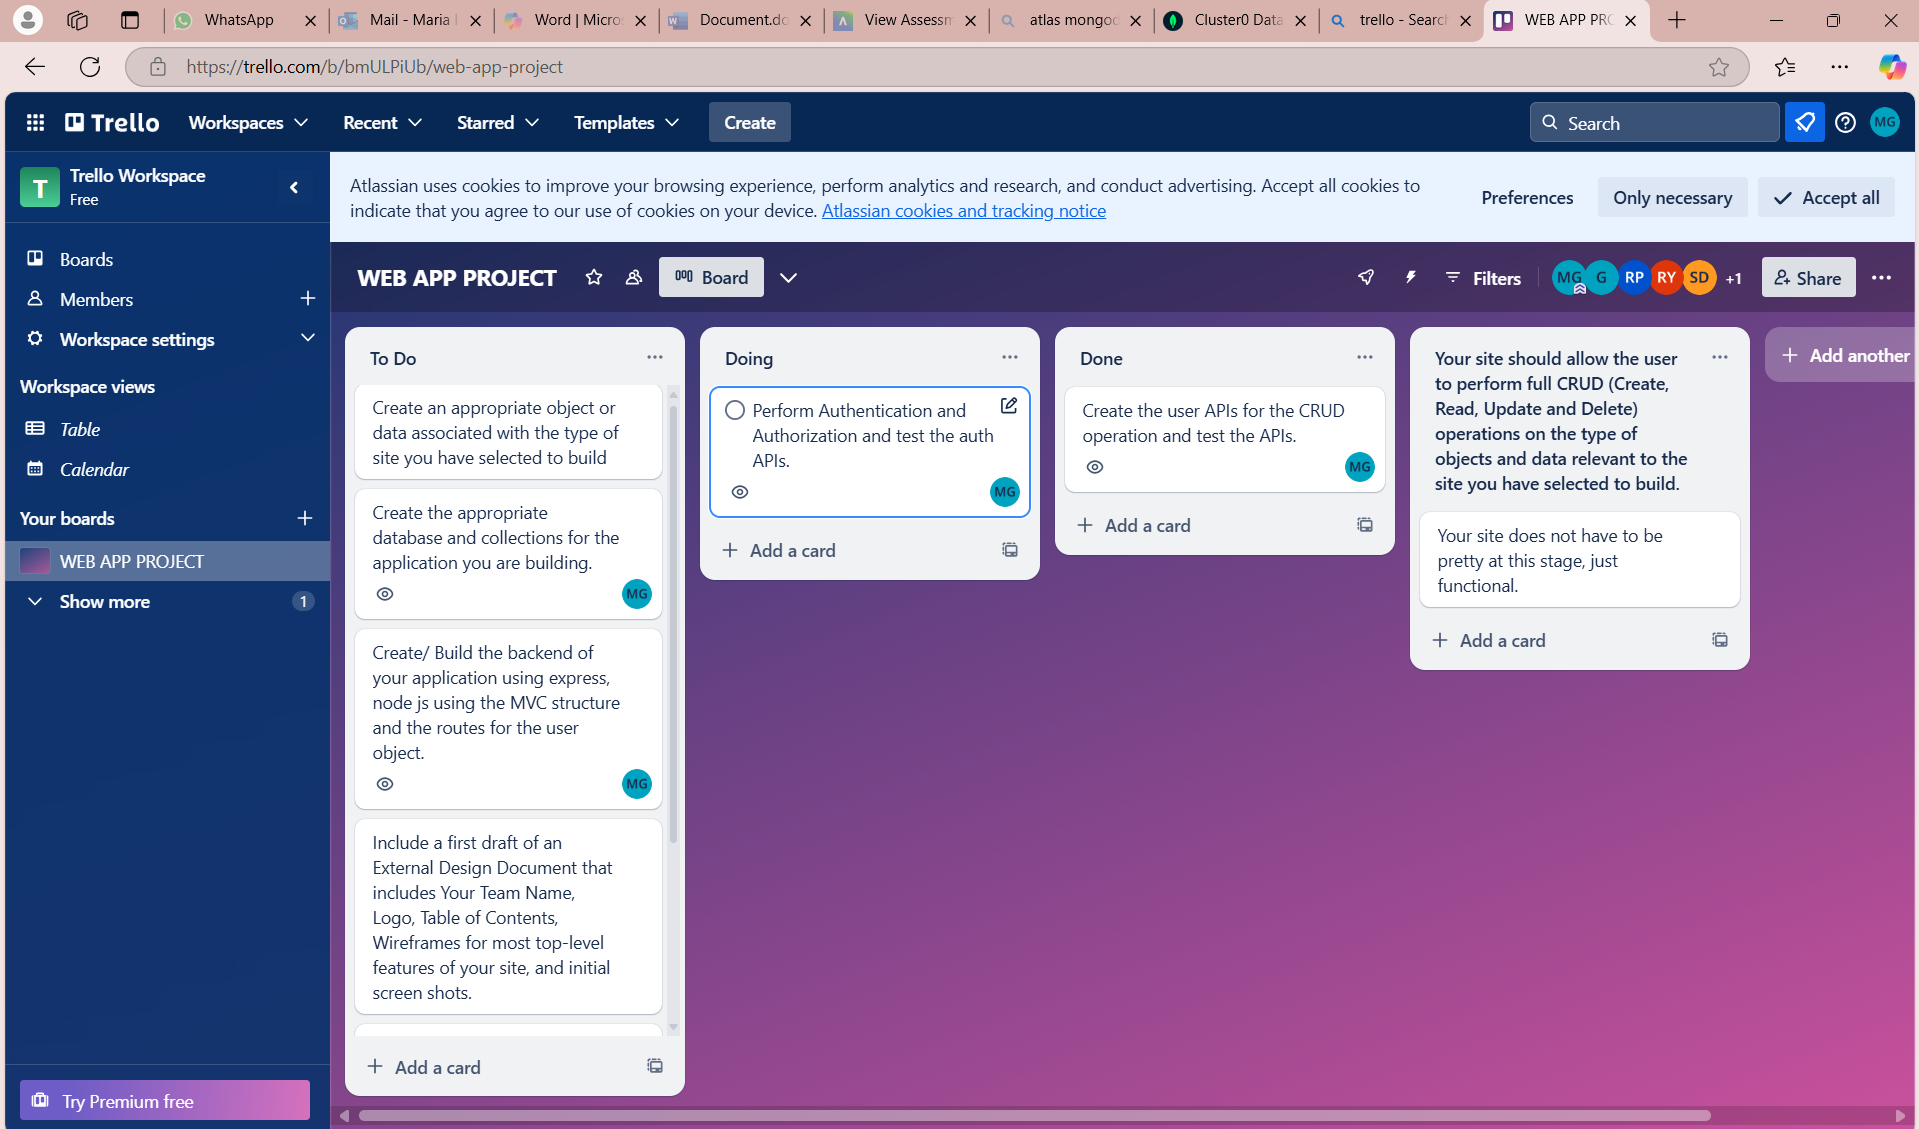 WhatsApp
Mail - Maria
Word | Micros
Document.do
View Assessm
atlas mongod
Cluster0 Data
trello - Search
WEB APP PRO
https://trello.com/b/bmULPiUb/web-app-project
Trello
Workspaces
Recent
Starred
Templates
Create
Search
MG
T
Trello Workspace
Free
Boards
Members
Workspace settings
Workspace views
Table
Calendar
Your boards
WEB APP PROJECT
Show more
1
Try Premium free
Atlassian uses cookies to improve your browsing experience, perform analytics and research, and conduct advertising. Accept all cookies to
indicate that you agree to our use of cookies on your device. Atlassian cookies and tracking notice
Preferences
Only necessary
Accept all
WEB APP PROJECT
Board
Filters
MG
G
RP
RY
SD
+1
Share
To Do
Create an appropriate object or
data associated with the type of
site you have selected to build
Create the appropriate
database and collections for the
application you are building.
MG
Create/ Build the backend of
your application using express,
node js using the MVC structure
and the routes for the user
object.
MG
Include a first draft of an
External Design Document that
includes Your Team Name,
Logo, Table of Contents,
Wireframes for most top-level
features of your site, and initial
screen shots.
Add a card
Doing
Perform Authentication and
Authorization and test the auth
APIs.
MG
Add a card
Done
Create the user APIs for the CRUD
operation and test the APIs.
MG
Add a card
Your site should allow the user
to perform full CRUD (Create,
Read, Update and Delete)
operations on the type of
objects and data relevant to the
site you have selected to build.
Your site does not have to be
pretty at this stage, just
functional.
Add a card
Add another